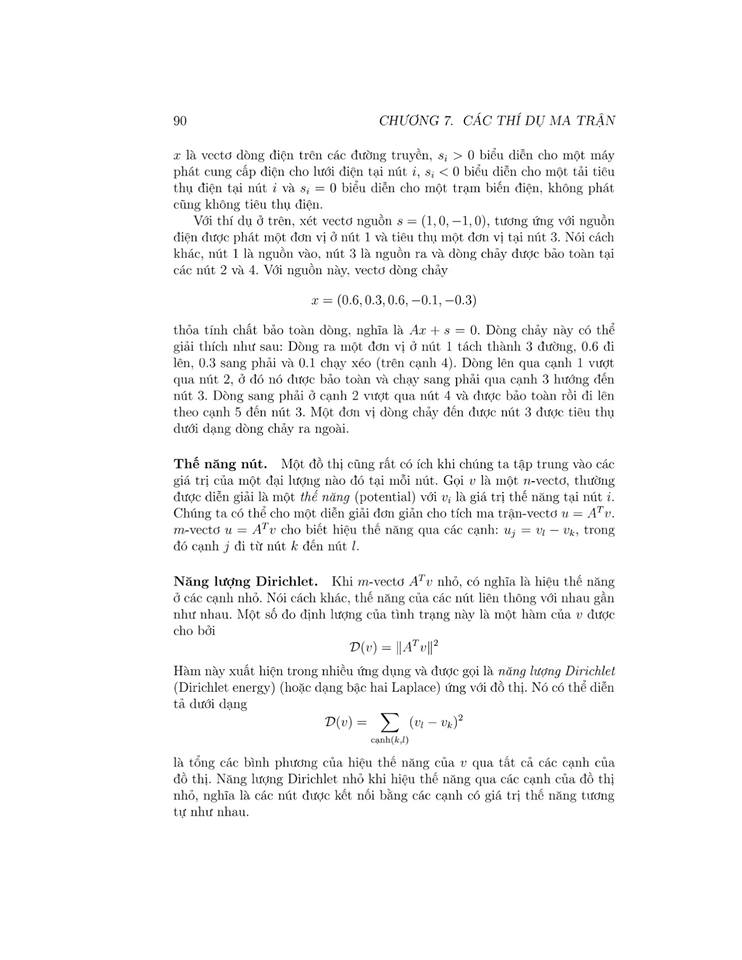 90 CHƯƠNG 7. CÁC THÍ DỤ MA TRẬN
x là vectơ dòng điện trên các đường truyền, s_i > 0 biểu diễn cho một máy
phát cung cấp điện cho lưới điện tại nút i, s_i < 0 biểu diễn cho một tải tiêu
thụ điện tại nút i và s_i = 0 biểu diễn cho một trạm biến điện, không phát
cũng không tiêu thụ điện.
Với thí dụ ở trên, xét vectơ nguồn s = (1, 0, −1, 0), tương ứng với nguồn
điện được phát một đơn vị ở nút 1 và tiêu thụ một đơn vị tại nút 3. Nói cách
khác, nút 1 là nguồn vào, nút 3 là nguồn ra và dòng chảy được bảo toàn tại
các nút 2 và 4. Với nguồn này, vectơ dòng chảy
x = (0.6, 0.3, 0.6, −0.1, −0.3)
thỏa tính chất bảo toàn dòng, nghĩa là Ax + s = 0. Dòng chảy này có thể
giải thích như sau: Dòng ra một đơn vị ở nút 1 tách thành 3 đường, 0.6 đi
lên, 0.3 sang phải và 0.1 chạy xéo (trên cạnh 4). Dòng lên qua cạnh 1 vượt
qua nút 2, ở đó nó được bảo toàn và chạy sang phải qua cạnh 3 hướng đến
nút 3. Dòng sang phải ở cạnh 2 vượt qua nút 4 và được bảo toàn rồi đi lên
theo cạnh 5 đến nút 3. Một đơn vị dòng chảy đến được nút 3 được tiêu thụ
dưới dạng dòng chảy ra ngoài.
Thế năng nút. Một đồ thị cũng rất có ích khi chúng ta tập trung vào các
giá trị của một đại lượng nào đó tại mỗi nút. Gọi v là một n-vectơ, thường
được diễn giải là một thế năng (potential) với v_i là giá trị thế năng tại nút i.
Chúng ta có thể cho một diễn giải đơn giản cho tích ma trận-vectơ u = A^T v.
m-vectơ u = A^T v cho biết hiệu thế năng qua các cạnh: u_j = v_l − v_k, trong
đó cạnh j đi từ nút k đến nút l.
Năng lượng Dirichlet. Khi m-vectơ A^T v nhỏ, có nghĩa là hiệu thế năng
ở các cạnh nhỏ. Nói cách khác, thế năng của các nút liên thông với nhau gần
như nhau. Một số đo định lượng của tình trạng này là một hàm của v được
cho bởi
D(v) = ‖A^T v‖^2
Hàm này xuất hiện trong nhiều ứng dụng và được gọi là năng lượng Dirichlet
(Dirichlet energy) (hoặc dạng bậc hai Laplace) ứng với đồ thị. Nó có thể diễn
tả dưới dạng
D(v) = ∑_{cạnh(k,l)} (v_l − v_k)^2
là tổng các bình phương của hiệu thế năng của v qua tất cả các cạnh của
đồ thị. Năng lượng Dirichlet nhỏ khi hiệu thế năng qua các cạnh của đồ thị
nhỏ, nghĩa là các nút được kết nối bằng các cạnh có giá trị thế năng tương
tự như nhau.